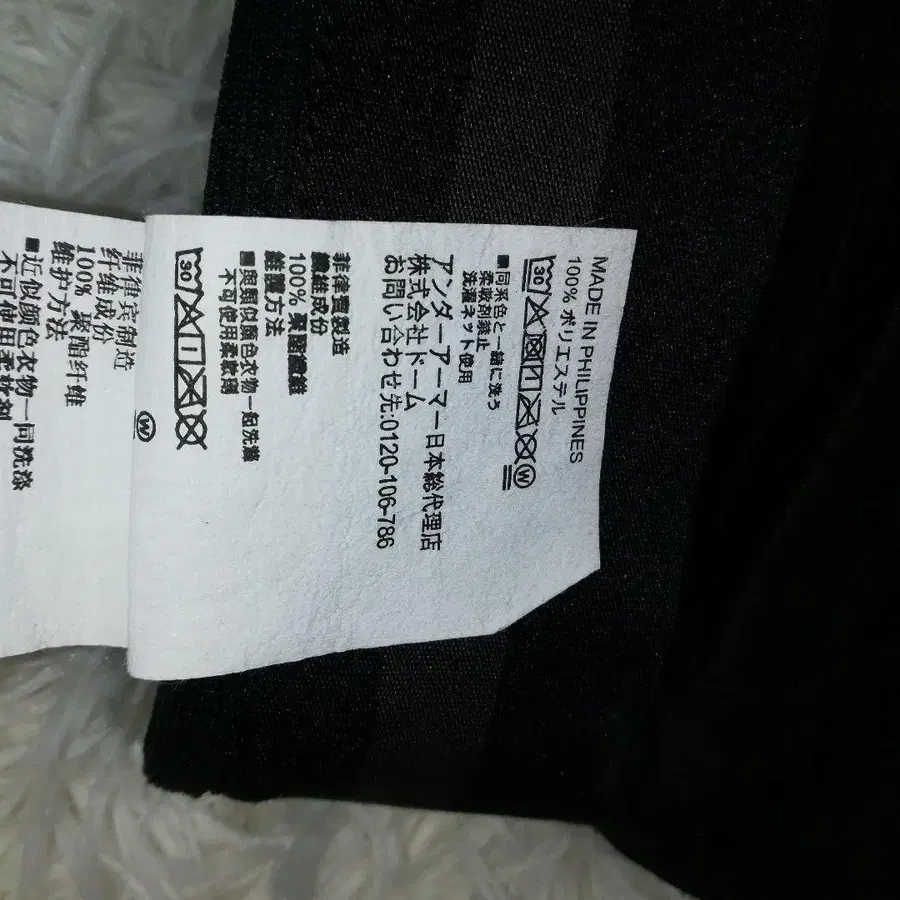 MADE IN PHILIPPINES
100% ポリエステル
30
W
■同系色と一緒に洗う
柔軟剤禁止
洗濯ネット使用
アンダーアーマー日本総代理店
株式会社ドーム
お問い合わせ先:0120-106-786
菲律賓製造
纖維成份
100% 聚酯纖維
維護方法
■與類似顏色衣物一起洗滌
不可使用柔軟劑
30
W
菲律宾制造
纤维成份
100% 聚酯纤维
维护方法
■近似颜色衣物一同洗涤
不可使用柔软剂